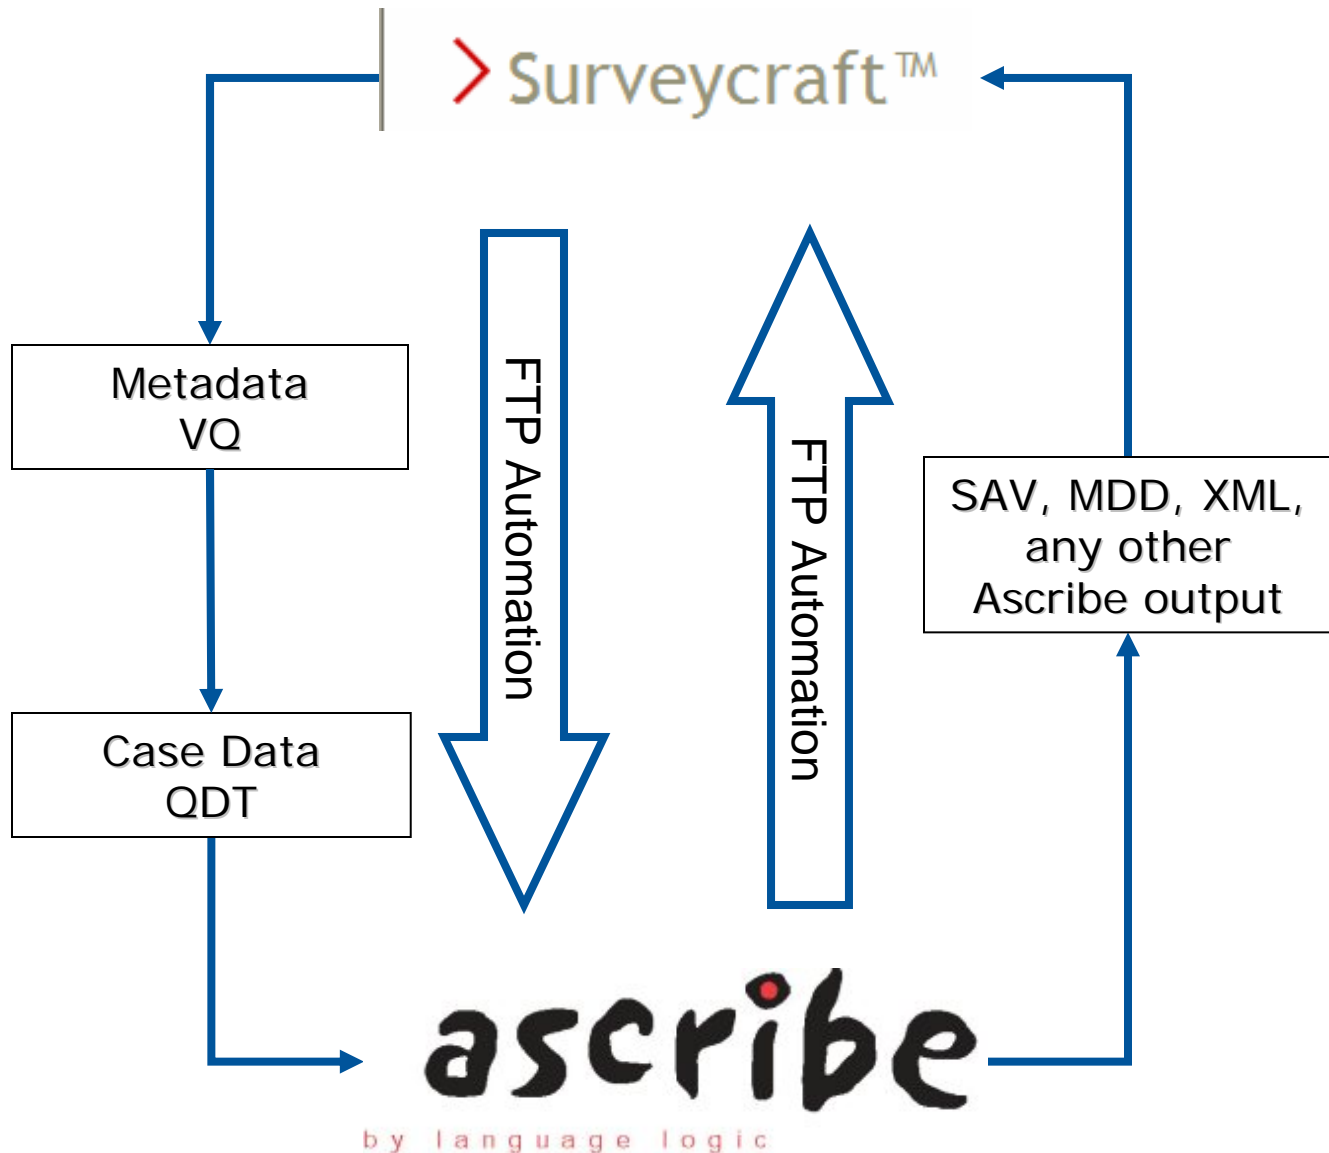 Surveycraft™
Metadata
VQ
FTP Automation
FTP Automation
SAV, MDD, XML,
any other
Ascribe output
Case Data
QDT
ascribe
by language logic